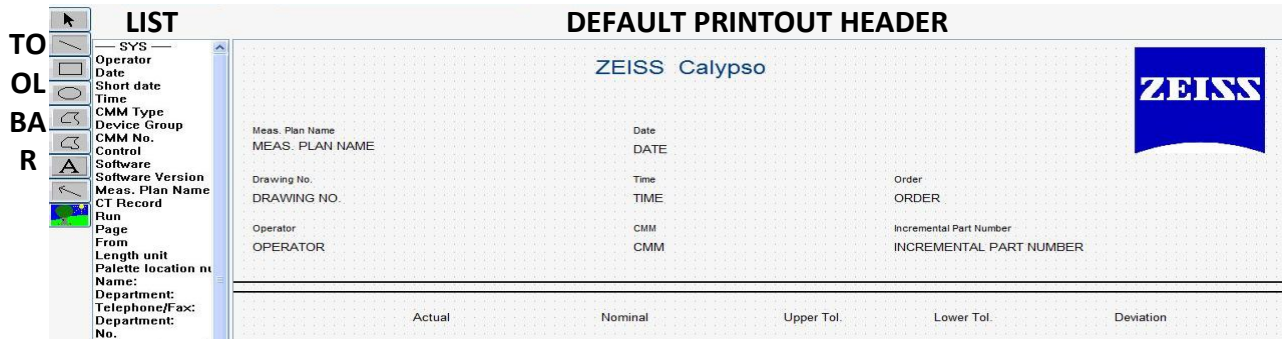 LIST
DEFAULT PRINTOUT HEADER
TO
OL
BA
R
A
— SYS —
Operator
Date
Short date
Time
CMM Type
Device Group
CMM No.
Control
Software
Software Version
Meas. Plan Name
CT Record
Run
Page
From
Length unit
Palette location nu
Name:
Department:
Telephone/Fax:
Department:
No.
ZEISS Calypso
ZEISS
Meas. Plan Name
MEAS. PLAN NAME
Date
DATE
Drawing No.
DRAWING NO.
Time
TIME
Order
ORDER
Operator
OPERATOR
CMM
CMM
Incremental Part Number
INCREMENTAL PART NUMBER
Actual Nominal Upper Tol. Lower Tol. Deviation